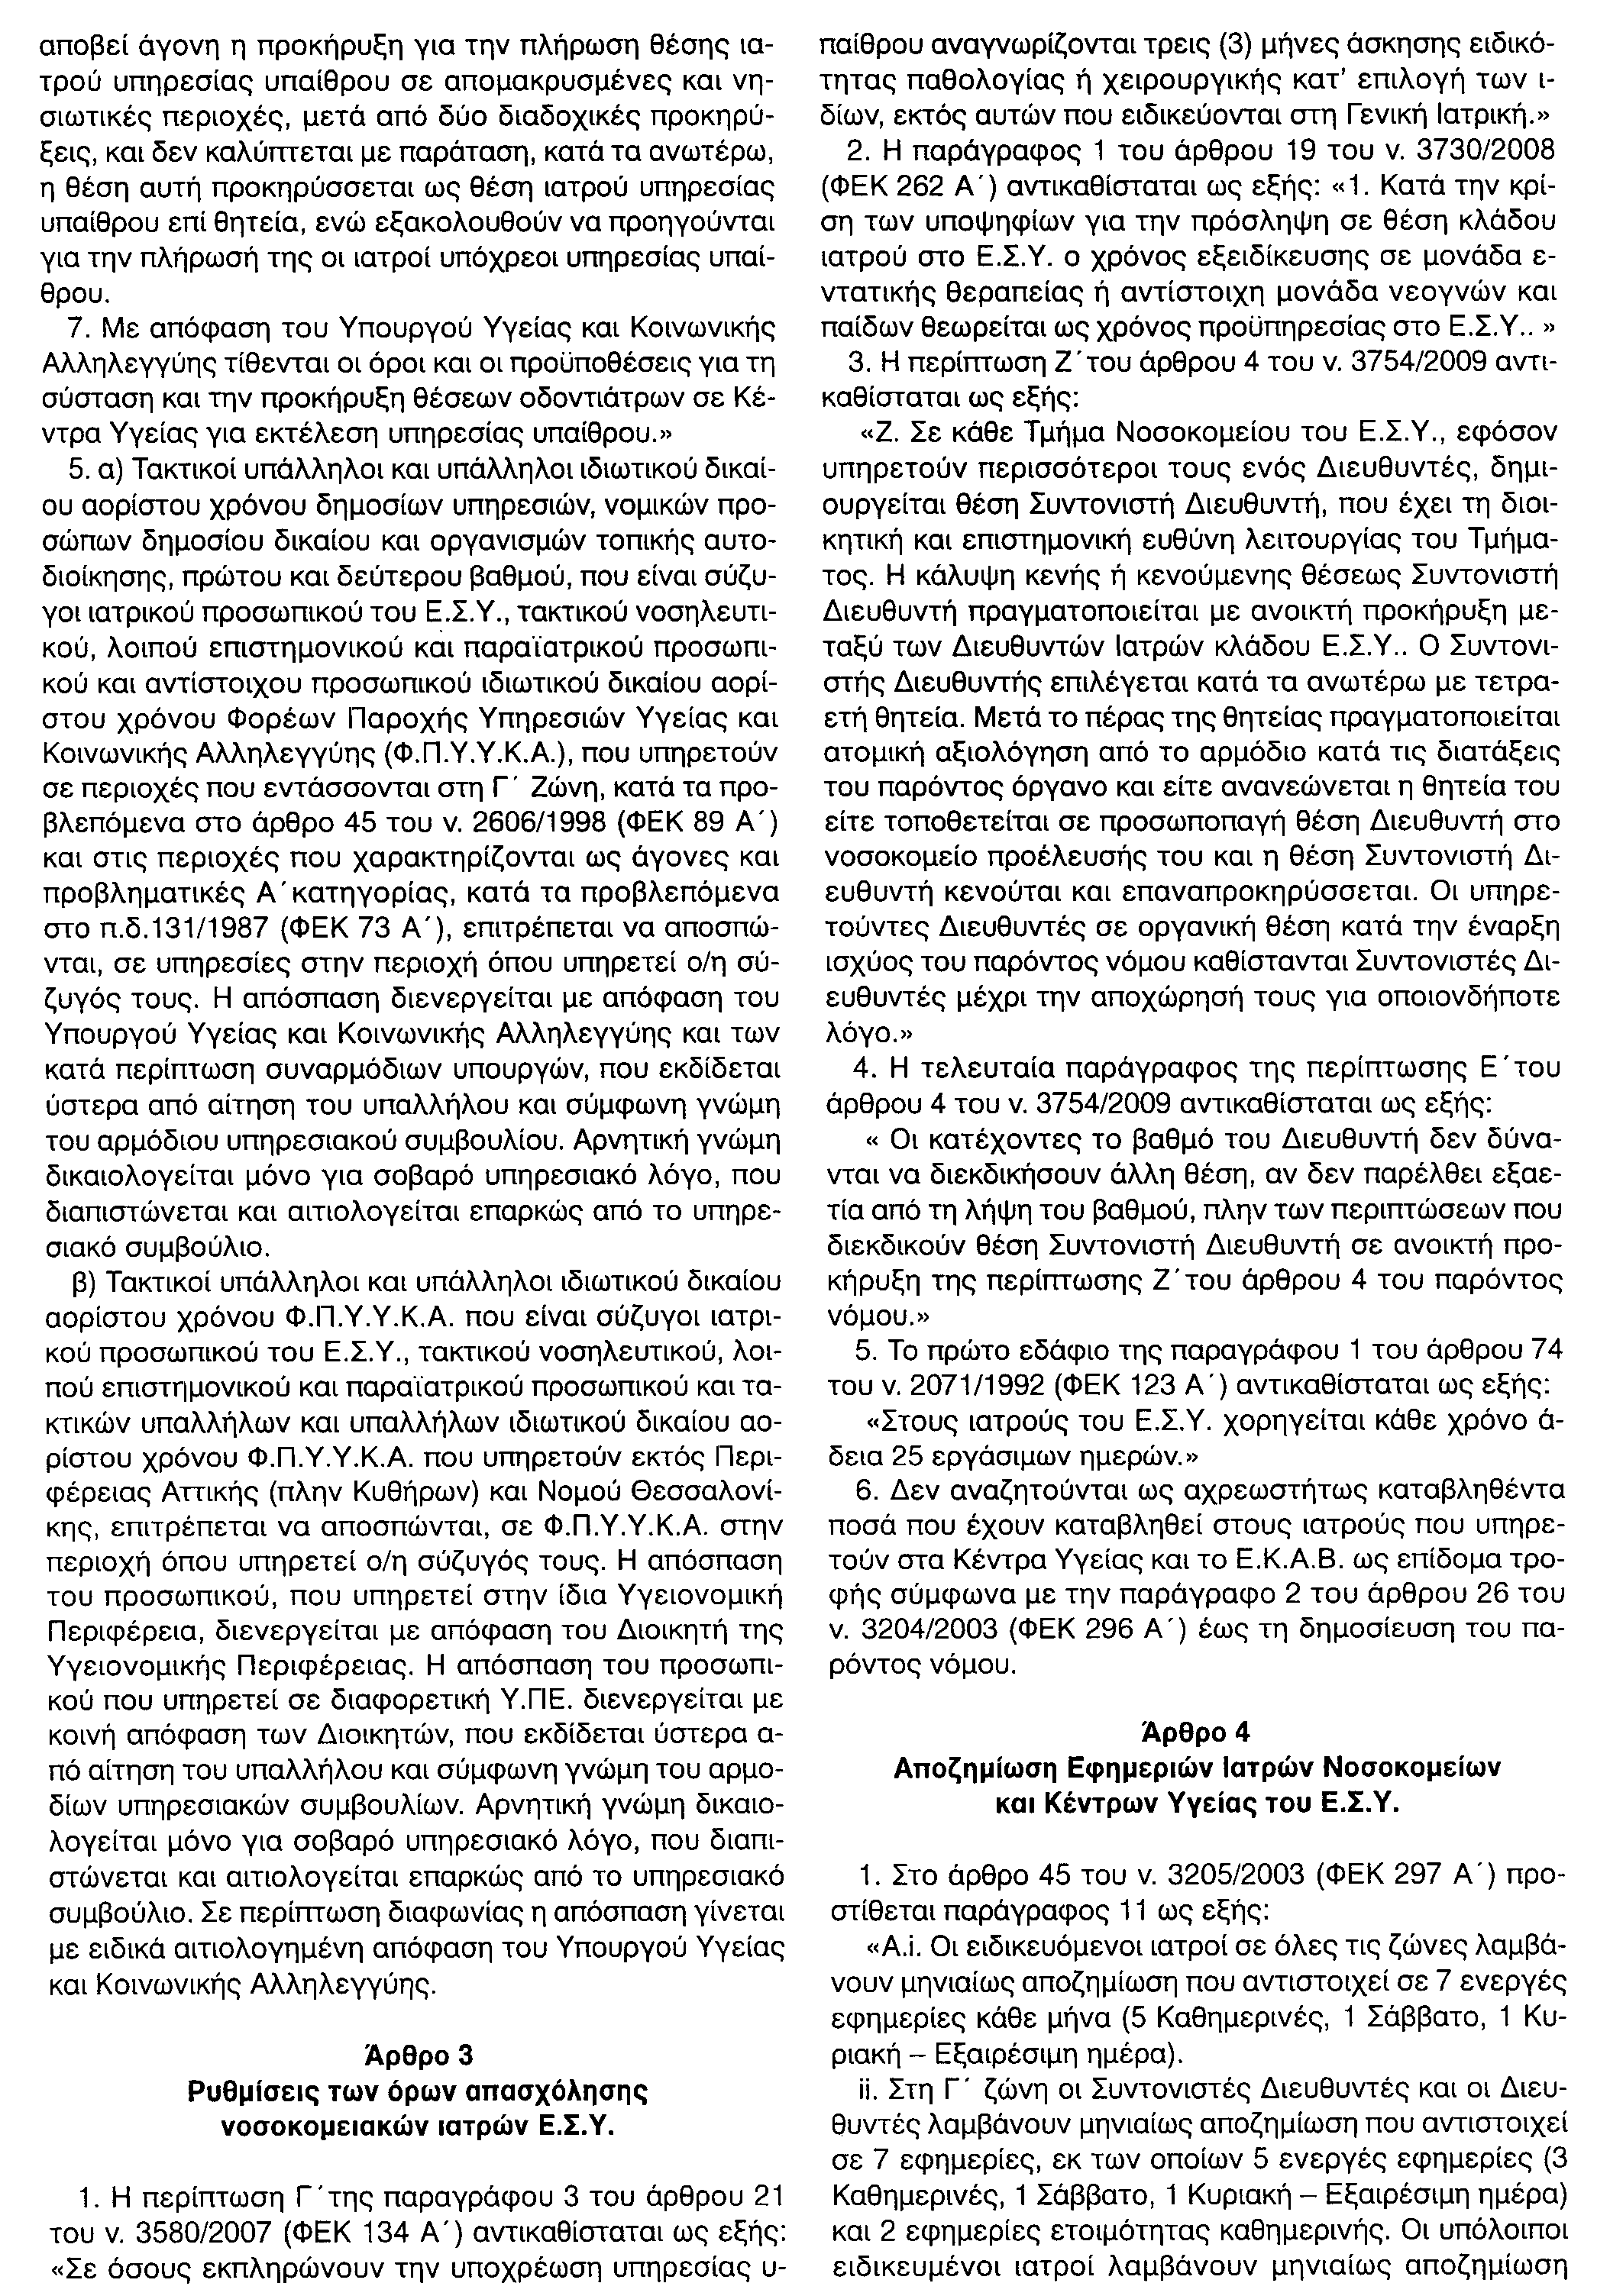 αποβεί άγονη η προκήρυξη για την πλήρωση θέσης ια-
τρού υπηρεσίας υπαίθρου σε απομακρυσμένες και νη-
σιωτικές περιοχές, μετά από δύο διαδοχικές προκηρύ-
ξεις, και δεν καλύπτεται με παράταση, κατά τα ανωτέρω,
η θέση αυτή προκηρύσσεται ως θέση ιατρού υπηρεσίας
υπαίθρου επί θητεία, ενώ εξακολουθούν να προηγούνται
για την πλήρωσή της οι ιατροί υπόχρεοι υπηρεσίας υπαί-
θρου.
7. Με απόφαση του Υπουργού Υγείας και Κοινωνικής
Αλληλεγγύης τίθενται οι όροι και οι προϋποθέσεις για τη
σύσταση και την προκήρυξη θέσεων οδοντιάτρων σε Κέ-
ντρα Υγείας για εκτέλεση υπηρεσίας υπαίθρου.»
5. α) Τακτικοί υπάλληλοι και υπάλληλοι ιδιωτικού δικαί-
ου αορίστου χρόνου δημοσίων υπηρεσιών, νομικών προ-
σώπων δημοσίου δικαίου και οργανισμών τοπικής αυτο-
διοίκησης, πρώτου και δεύτερου βαθμού, που είναι σύζυ-
γοι ιατρικού προσωπικού του Ε.Σ.Υ., τακτικού νοσηλευτι-
κού, λοιπού επιστημονικού και παραϊατρικού προσωπι-
κού και αντίστοιχου προσωπικού ιδιωτικού δικαίου αορί-
στου χρόνου Φορέων Παροχής Υπηρεσιών Υγείας και
Κοινωνικής Αλληλεγγύης (Φ.Π.Υ.Υ.Κ.Α.), που υπηρετούν
σε περιοχές που εντάσσονται στη Γ΄ Ζώνη, κατά τα προ-
βλεπόμενα στο άρθρο 45 του ν. 2606/1998 (ΦΕΚ 89 Α΄)
και στις περιοχές που χαρακτηρίζονται ως άγονες και
προβληματικές Α΄κατηγορίας, κατά τα προβλεπόμενα
στο π.δ.131/1987 (ΦΕΚ 73 Α΄), επιτρέπεται να αποσπώ-
νται, σε υπηρεσίες στην περιοχή όπου υπηρετεί ο/η σύ-
ζυγός τους. Η απόσπαση διενεργείται με απόφαση του
Υπουργού Υγείας και Κοινωνικής Αλληλεγγύης και των
κατά περίπτωση συναρμόδιων υπουργών, που εκδίδεται
ύστερα από αίτηση του υπαλλήλου και σύμφωνη γνώμη
του αρμόδιου υπηρεσιακού συμβουλίου. Αρνητική γνώμη
δικαιολογείται μόνο για σοβαρό υπηρεσιακό λόγο, που
διαπιστώνεται και αιτιολογείται επαρκώς από το υπηρε-
σιακό συμβούλιο.
β) Τακτικοί υπάλληλοι και υπάλληλοι ιδιωτικού δικαίου
αορίστου χρόνου Φ.Π.Υ.Υ.Κ.Α. που είναι σύζυγοι ιατρι-
κού προσωπικού του Ε.Σ.Υ., τακτικού νοσηλευτικού, λοι-
πού επιστημονικού και παραϊατρικού προσωπικού και τα-
κτικών υπαλλήλων και υπαλλήλων ιδιωτικού δικαίου αο-
ρίστου χρόνου Φ.Π.Υ.Υ.Κ.Α. που υπηρετούν εκτός Περι-
φέρειας Αττικής (πλην Κυθήρων) και Νομού Θεσσαλονί-
κης, επιτρέπεται να αποσπώνται, σε Φ.Π.Υ.Υ.Κ.Α. στην
περιοχή όπου υπηρετεί ο/η σύζυγός τους. Η απόσπαση
του προσωπικού, που υπηρετεί στην ίδια Υγειονομική
Περιφέρεια, διενεργείται με απόφαση του Διοικητή της
Υγειονομικής Περιφέρειας. Η απόσπαση του προσωπι-
κού που υπηρετεί σε διαφορετική Υ.ΠΕ. διενεργείται με
κοινή απόφαση των Διοικητών, που εκδίδεται ύστερα α-
πό αίτηση του υπαλλήλου και σύμφωνη γνώμη του αρμο-
δίων υπηρεσιακών συμβουλίων. Αρνητική γνώμη δικαιο-
λογείται μόνο για σοβαρό υπηρεσιακό λόγο, που διαπι-
στώνεται και αιτιολογείται επαρκώς από το υπηρεσιακό
συμβούλιο. Σε περίπτωση διαφωνίας η απόσπαση γίνεται
με ειδικά αιτιολογημένη απόφαση του Υπουργού Υγείας
και Κοινωνικής Αλληλεγγύης.
Άρθρο 3
Ρυθμίσεις των όρων απασχόλησης
νοσοκομειακών ιατρών Ε.Σ.Υ.
1. Η περίπτωση Γ΄της παραγράφου 3 του άρθρου 21
του ν. 3580/2007 (ΦΕΚ 134 Α΄) αντικαθίσταται ως εξής:
«Σε όσους εκπληρώνουν την υποχρέωση υπηρεσίας υ-
παίθρου αναγνωρίζονται τρεις (3) μήνες άσκησης ειδικό-
τητας παθολογίας ή χειρουργικής κατ’ επιλογή των ι-
δίων, εκτός αυτών που ειδικεύονται στη Γενική Ιατρική.»
2. Η παράγραφος 1 του άρθρου 19 του ν. 3730/2008
(ΦΕΚ 262 Α΄) αντικαθίσταται ως εξής: «1. Κατά την κρί-
ση των υποψηφίων για την πρόσληψη σε θέση κλάδου
ιατρού στο Ε.Σ.Υ. ο χρόνος εξειδίκευσης σε μονάδα ε-
ντατικής θεραπείας ή αντίστοιχη μονάδα νεογνών και
παίδων θεωρείται ως χρόνος προϋπηρεσίας στο Ε.Σ.Υ.. »
3. Η περίπτωση Ζ΄του άρθρου 4 του ν. 3754/2009 αντι-
καθίσταται ως εξής:
«Ζ. Σε κάθε Τμήμα Νοσοκομείου του Ε.Σ.Υ., εφόσον
υπηρετούν περισσότεροι τους ενός Διευθυντές, δημι-
ουργείται θέση Συντονιστή Διευθυντή, που έχει τη διοι-
κητική και επιστημονική ευθύνη λειτουργίας του Τμήμα-
τος. Η κάλυψη κενής ή κενούμενης θέσεως Συντονιστή
Διευθυντή πραγματοποιείται με ανοικτή προκήρυξη με-
ταξύ των Διευθυντών Ιατρών κλάδου Ε.Σ.Υ.. Ο Συντονι-
στής Διευθυντής επιλέγεται κατά τα ανωτέρω με τετρα-
ετή θητεία. Μετά το πέρας της θητείας πραγματοποιείται
ατομική αξιολόγηση από το αρμόδιο κατά τις διατάξεις
του παρόντος όργανο και είτε ανανεώνεται η θητεία του
είτε τοποθετείται σε προσωποπαγή θέση Διευθυντή στο
νοσοκομείο προέλευσής του και η θέση Συντονιστή Δι-
ευθυντή κενούται και επαναπροκηρύσσεται. Οι υπηρε-
τούντες Διευθυντές σε οργανική θέση κατά την έναρξη
ισχύος του παρόντος νόμου καθίστανται Συντονιστές Δι-
ευθυντές μέχρι την αποχώρησή τους για οποιονδήποτε
λόγο.»
4. Η τελευταία παράγραφος της περίπτωσης Ε΄του
άρθρου 4 του ν. 3754/2009 αντικαθίσταται ως εξής:
« Οι κατέχοντες το βαθμό του Διευθυντή δεν δύνα-
νται να διεκδικήσουν άλλη θέση, αν δεν παρέλθει εξαε-
τία από τη λήψη του βαθμού, πλην των περιπτώσεων που
διεκδικούν θέση Συντονιστή Διευθυντή σε ανοικτή προ-
κήρυξη της περίπτωσης Ζ΄του άρθρου 4 του παρόντος
νόμου.»
5. Το πρώτο εδάφιο της παραγράφου 1 του άρθρου 74
του ν. 2071/1992 (ΦΕΚ 123 Α΄) αντικαθίσταται ως εξής:
«Στους ιατρούς του Ε.Σ.Υ. χορηγείται κάθε χρόνο ά-
δεια 25 εργάσιμων ημερών.»
6. Δεν αναζητούνται ως αχρεωστήτως καταβληθέντα
ποσά που έχουν καταβληθεί στους ιατρούς που υπηρε-
τούν στα Κέντρα Υγείας και το Ε.Κ.Α.Β. ως επίδομα τρο-
φής σύμφωνα με την παράγραφο 2 του άρθρου 26 του
ν. 3204/2003 (ΦΕΚ 296 Α΄) έως τη δημοσίευση του πα-
ρόντος νόμου.
Άρθρο 4
Αποζημίωση Εφημεριών Ιατρών Νοσοκομείων
και Κέντρων Υγείας του Ε.Σ.Υ.
1. Στο άρθρο 45 του ν. 3205/2003 (ΦΕΚ 297 Α΄) προ-
στίθεται παράγραφος 11 ως εξής:
«Α.i. Οι ειδικευόμενοι ιατροί σε όλες τις ζώνες λαμβά-
νουν μηνιαίως αποζημίωση που αντιστοιχεί σε 7 ενεργές
εφημερίες κάθε μήνα (5 Καθημερινές, 1 Σάββατο, 1 Κυ-
ριακή – Εξαιρέσιμη ημέρα).
ii. Στη Γ΄ ζώνη οι Συντονιστές Διευθυντές και οι Διευ-
θυντές λαμβάνουν μηνιαίως αποζημίωση που αντιστοιχεί
σε 7 εφημερίες, εκ των οποίων 5 ενεργές εφημερίες (3
Καθημερινές, 1 Σάββατο, 1 Κυριακή – Εξαιρέσιμη ημέρα)
και 2 εφημερίες ετοιμότητας καθημερινής. Οι υπόλοιποι
ειδικευμένοι ιατροί λαμβάνουν μηνιαίως αποζημίωση